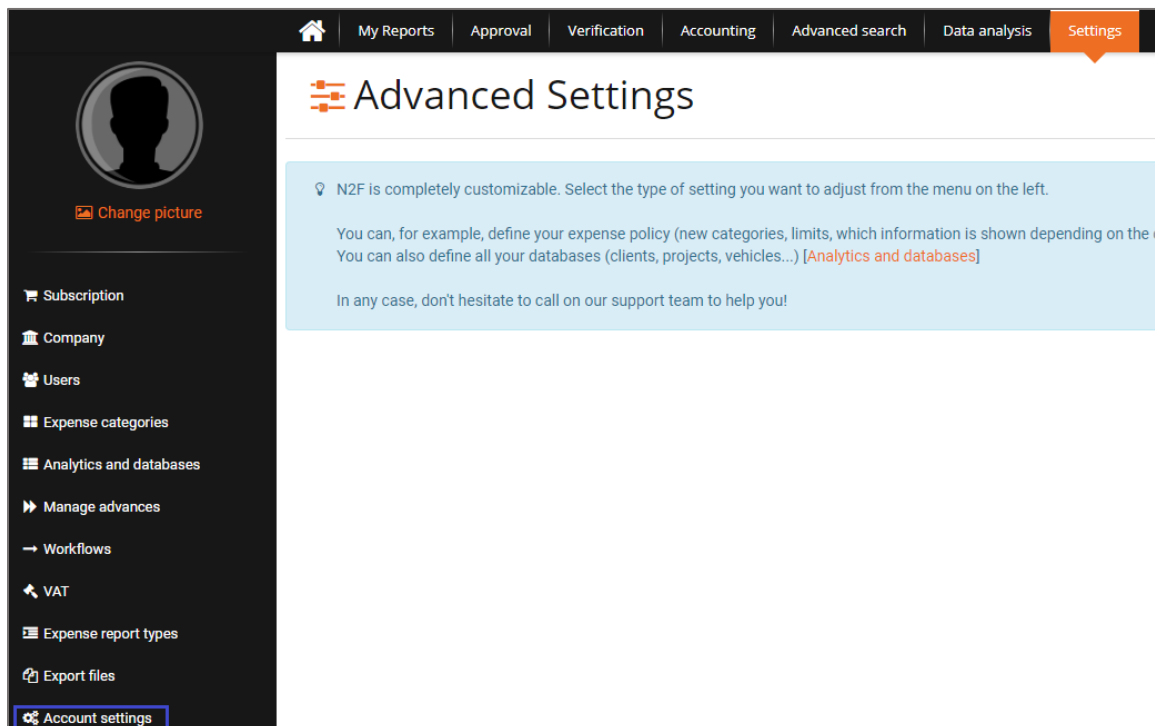 My Reports Approval Verification Accounting Advanced search Data analysis Settings
Advanced Settings
Change picture
N2F is completely customizable. Select the type of setting you want to adjust from the menu on the left.
You can, for example, define your expense policy (new categories, limits, which information is shown depending on the
You can also define all your databases (clients, projects, vehicles...) [Analytics and databases]
In any case, don't hesitate to call on our support team to help you!
Subscription
Company
Users
Expense categories
Analytics and databases
Manage advances
Workflows
VAT
Expense report types
Export files
Account settings